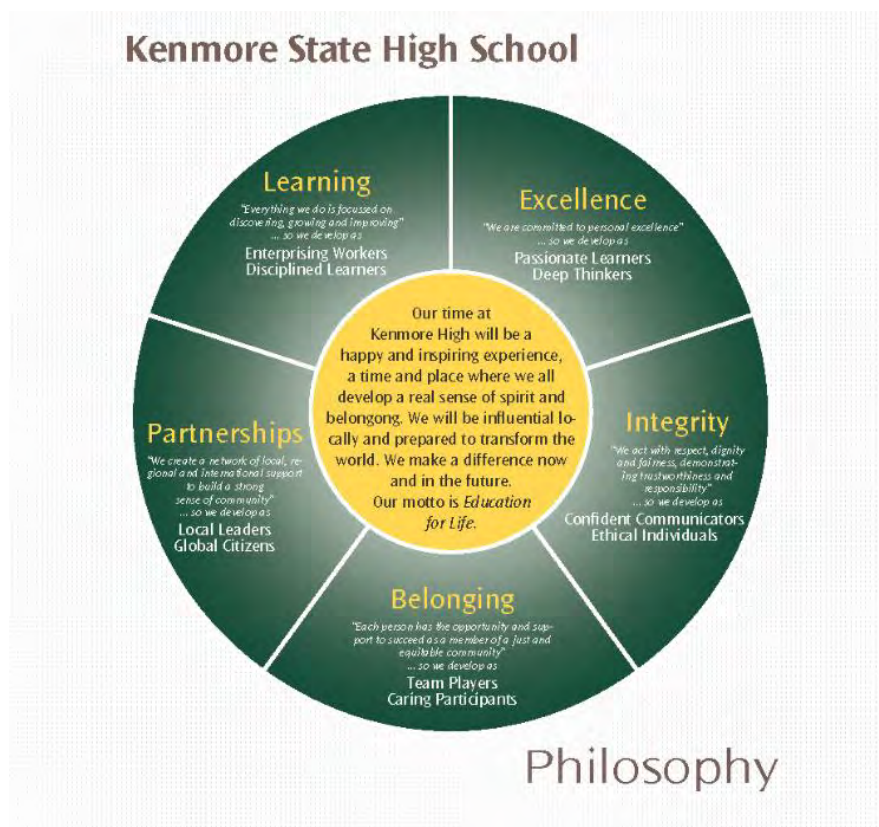 Kenmore State High School
Learning
"Everything we do is focussed on
discovering, growing and improving"
... so we develop as
Enterprising Workers
Disciplined Learners
Excellence
"We are committed to personal excellence"
... so we develop as
Passionate Learners
Deep Thinkers
Our time at
Kenmore High will be a
happy and inspiring experience,
a time and place where we all
develop a real sense of spirit and
belongong. We will be influential lo-
cally and prepared to transform the
world. We make a difference now
and in the future.
Our motto is Education
for Life.
Partnerships
"We create a network of local, re-
gional and international support
to build a strong
sense of community"
... so we develop as
Local Leaders
Global Citizens
Integrity
"We act with respect, dignity
and fairness, demonstrat-
ing trustworthiness and
responsibility"
... so we develop as
Confident Communicators
Ethical Individuals
Belonging
"Each person has the opportunity and sup-
port to succeed as a member of a just and
equitable community"
... so we develop as
Team Players
Caring Participants
Philosophy